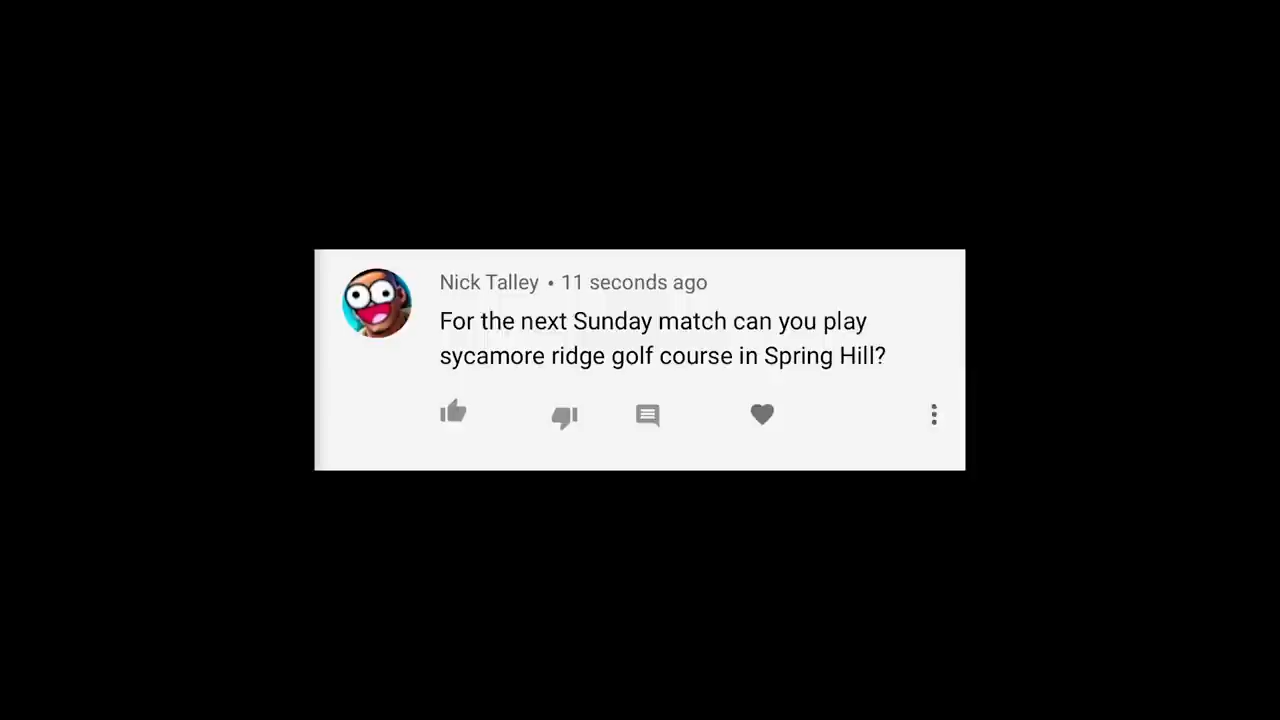 Nick Talley • 11 seconds ago
For the next Sunday match can you play
sycamore ridge golf course in Spring Hill?